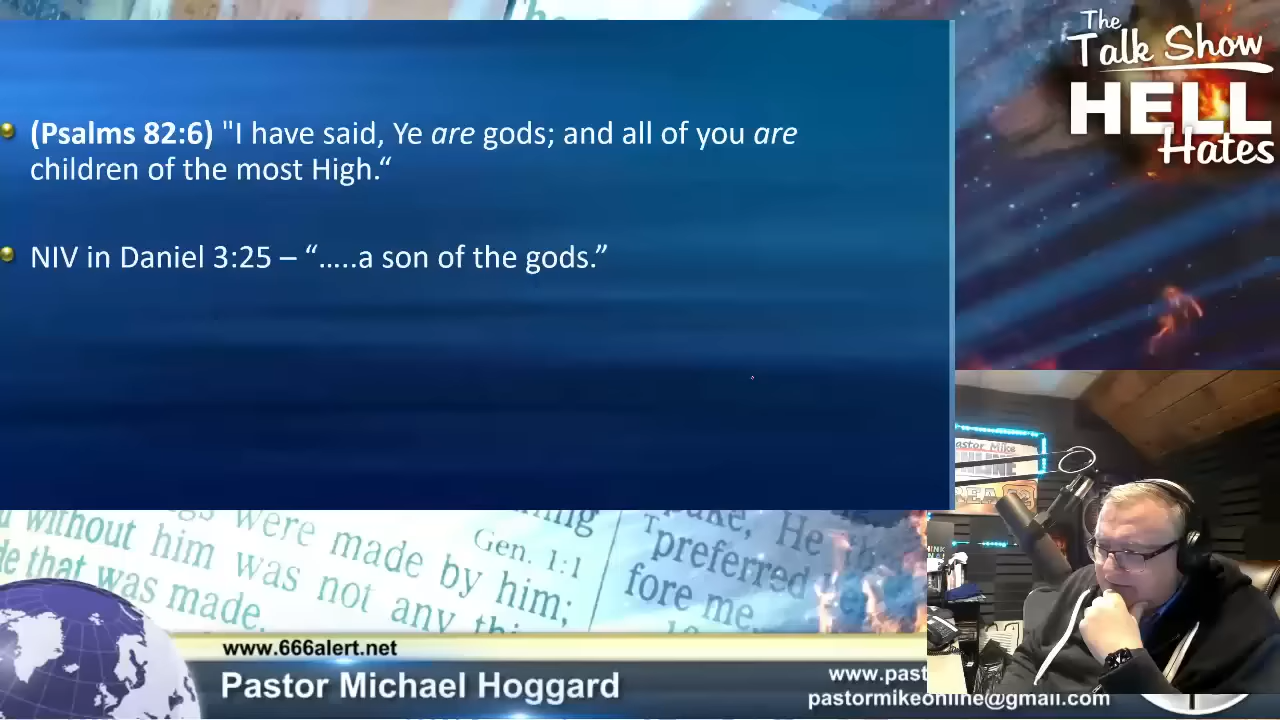 (Psalms 82:6) "I have said, Ye are gods; and all of you are
children of the most High.“
NIV in Daniel 3:25 – “…..a son of the gods.”
The
Talk Show
HELL
Hates
without
were made by him;
him was not any
that was made.
Gen. 1:1
He
preferred
fore me.
www.666alert.net
Pastor Michael Hoggard
www.past
pastormikeonline@gmail.com